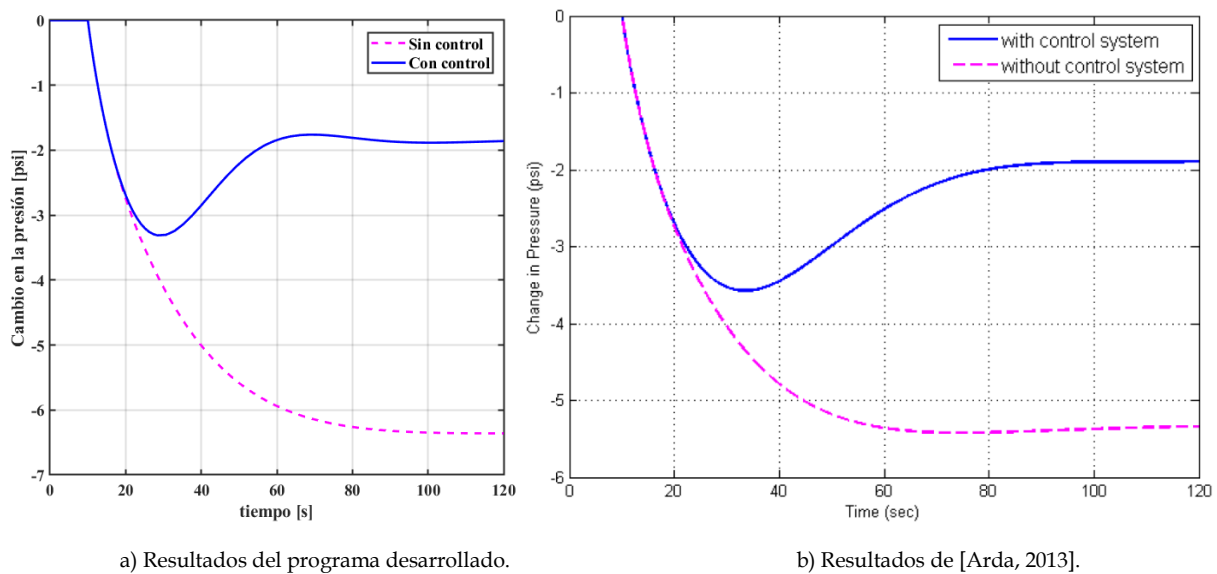 0
-1
-2
-3
-4
-5
-6
-7
0
20
40
60
80
100
120
Cambio en la presión [psi]
tiempo [s]
Sin control
Con control
a) Resultados del programa desarrollado.
0
-1
-2
-3
-4
-5
-6
0
20
40
60
80
100
120
Change in Pressure (psi)
Time (sec)
with control system
without control system
b) Resultados de [Arda, 2013].